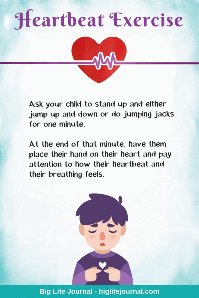 Heartbeat Exercise
Ask your child to stand up and either
jump up and down or do jumping jacks
for one minute.
At the end of that minute, have them
place their hand on their heart and pay
attention to how their heartbeat and
their breathing feels.
Big Life Journal - biglifejournal.com